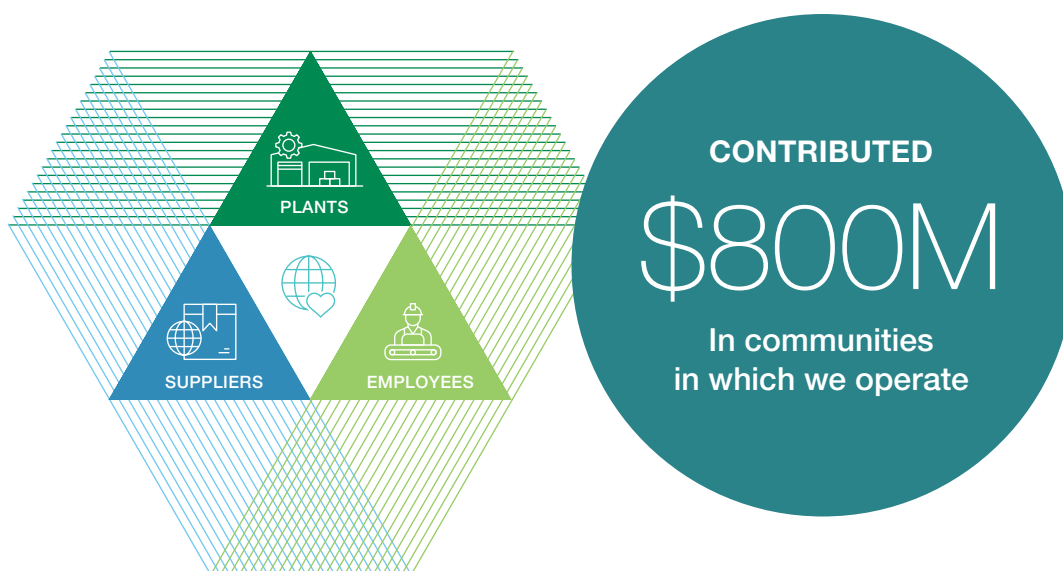 PLANTS
SUPPLIERS
EMPLOYEES
CONTRIBUTED
$800M
In communities
in which we operate